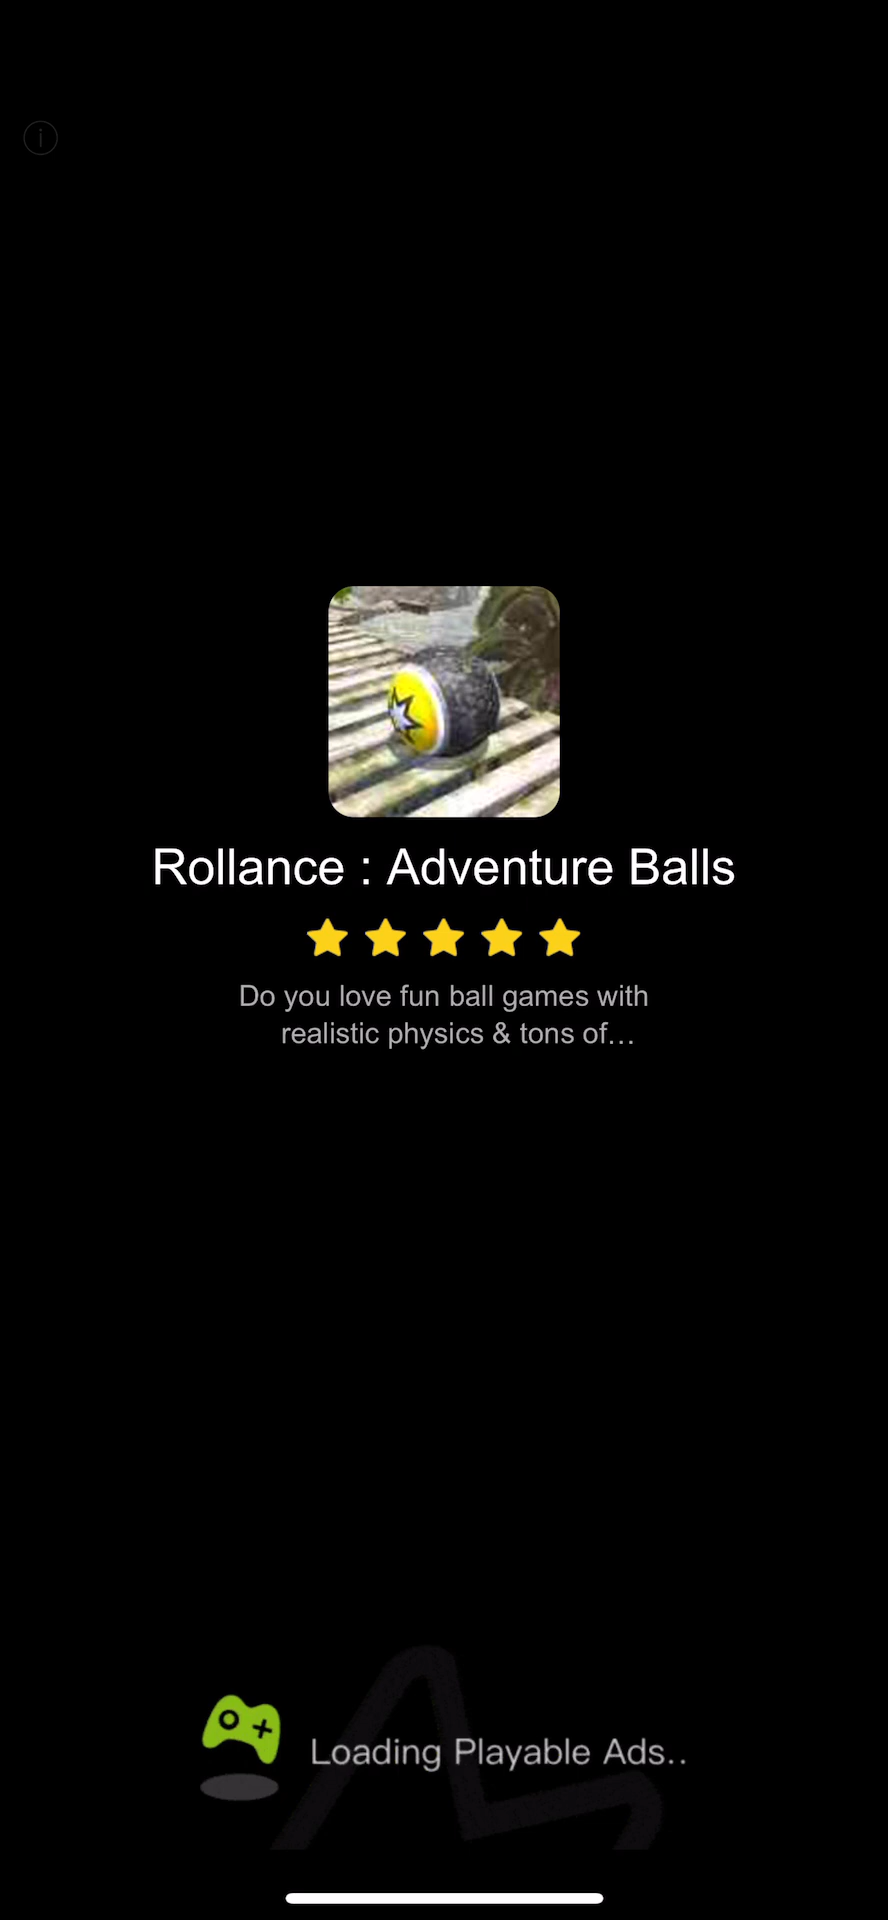 Rollance : Adventure Balls
Do you love fun ball games with
realistic physics & tons of...
Loading Playable Ads..